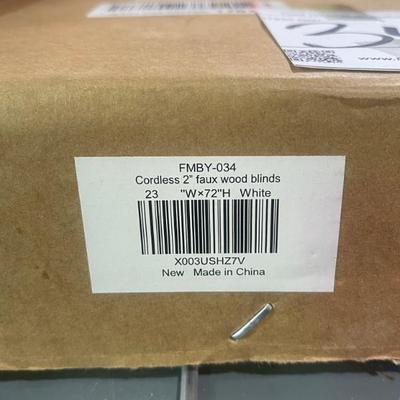 FMBY-034
Cordless 2" faux wood blinds
23 "W×72"H White
X003USHZ7V
New Made in China